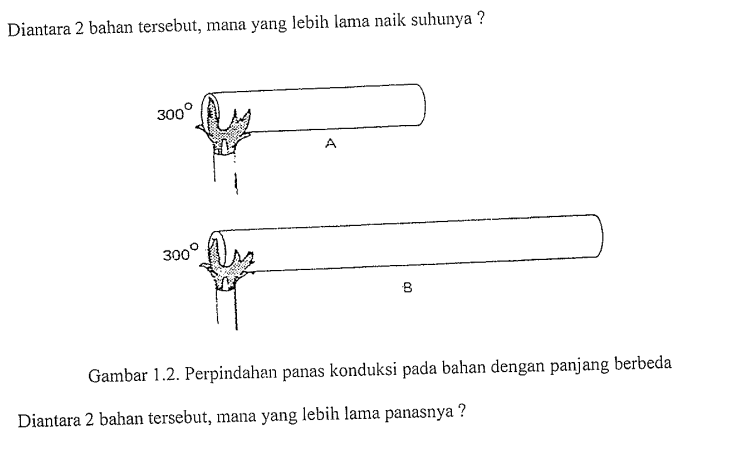 Diantara 2 bahan tersebut, mana yang lebih lama naik suhunya ?
300°
A
300°
B
Gambar 1.2. Perpindahan panas konduksi pada bahan dengan panjang berbeda
Diantara 2 bahan tersebut, mana yang lebih lama panasnya ?